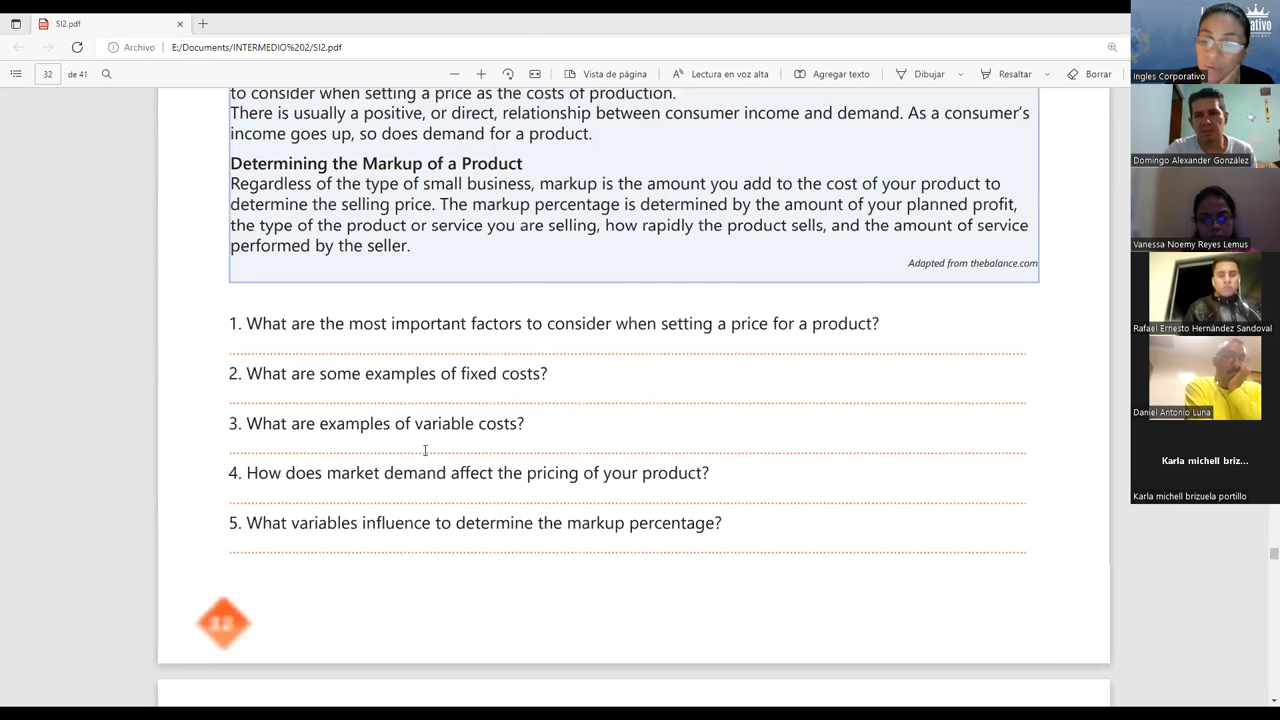 SI2.pdf
Archivo
E:/Documents/INTERMEDIO%202/SI2.pdf
32
de 41
Vista de página
Lectura en voz alta
Agregar texto
Dibujar
Resaltar
Borrar
to consider when setting a price as the costs of production.
There is usually a positive, or direct, relationship between consumer income and demand. As a consumer's
income goes up, so does demand for a product.
Determining the Markup of a Product
Regardless of the type of small business, markup is the amount you add to the cost of your product to
determine the selling price. The markup percentage is determined by the amount of your planned profit,
the type of the product or service you are selling, how rapidly the product sells, and the amount of service
performed by the seller.
Adapted from thebalance.com
1. What are the most important factors to consider when setting a price for a product?
2. What are some examples of fixed costs?
3. What are examples of variable costs?
4. How does market demand affect the pricing of your product?
5. What variables influence to determine the markup percentage?
12
Ingles Corporativo
Domingo Alexander González
Vanessa Noemy Reyes Lemus
Rafael Ernesto Hernández Sandoval
Daniel Antonio Luna
Karla michell briz...
Karla michell brizuela portillo